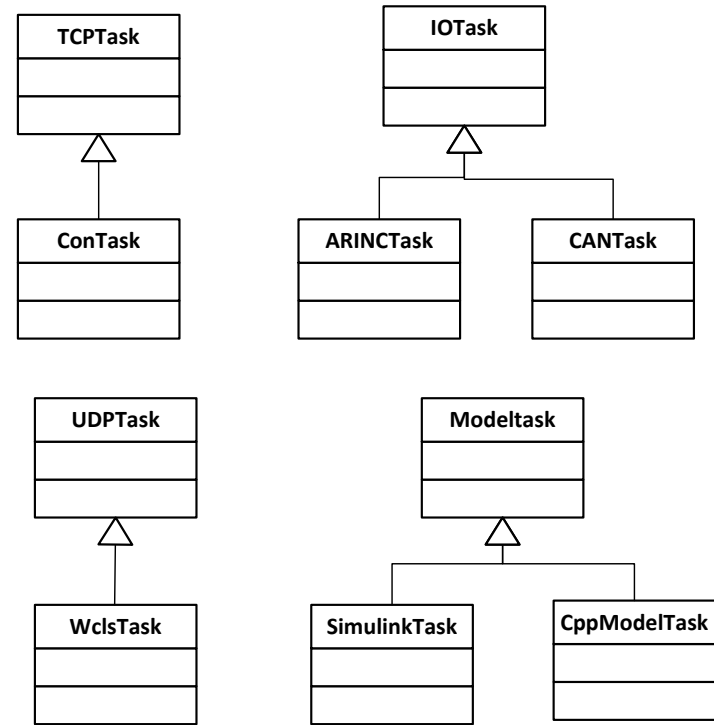 TCPTask
IOTask
ConTask
ARINCTask
CANTask
UDPTask
Modeltask
WclsTask
SimulinkTask
CppModelTask